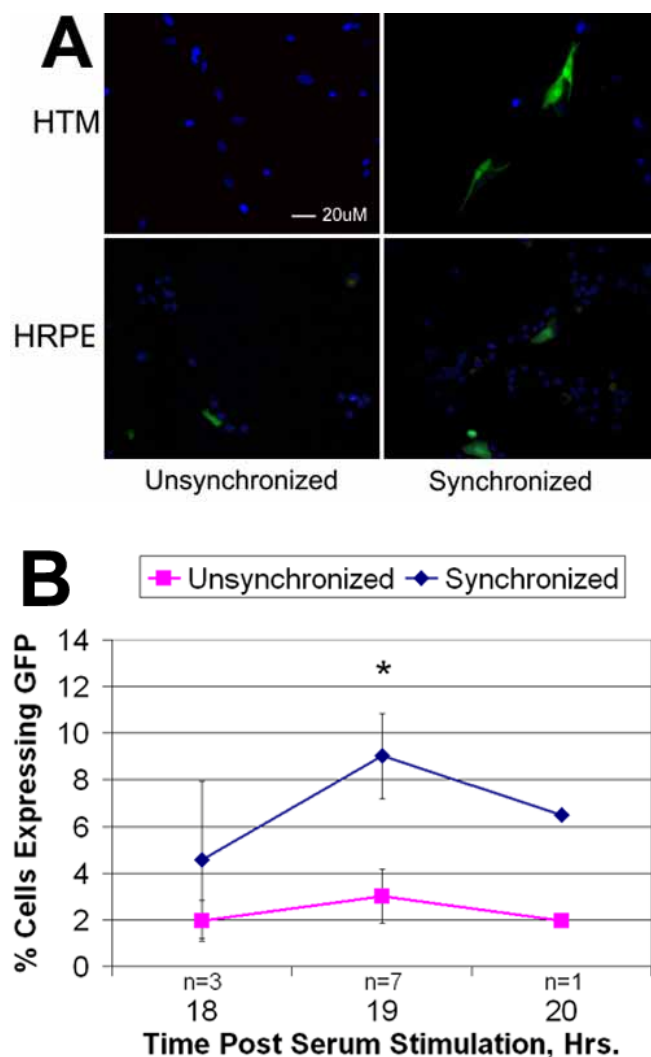 A
HTM
20uM
HRPE
Unsynchronized
Synchronized
B
Unsynchronized
Synchronized
% Cells Expressing GFP
14
12
10
8
6
4
2
0
*
n=3
n=7
n=1
18
19
20
Time Post Serum Stimulation, Hrs.